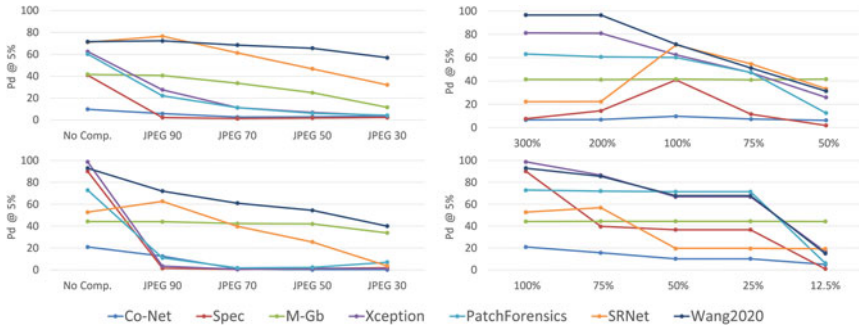 Pd @ 5%
100
80
60
40
20
0
No Comp. JPEG 90 JPEG 70 JPEG 50 JPEG 30
Pd @ 5%
100
80
60
40
20
0
300% 200% 100% 75% 50%
Pd @ 5%
100
80
60
40
20
0
No Comp. JPEG 90 JPEG 70 JPEG 50 JPEG 30
Pd @ 5%
100
80
60
40
20
0
100% 75% 50% 25% 12.5%
Co-Net Spec M-Gb Xception PatchForensics SRNet Wang2020